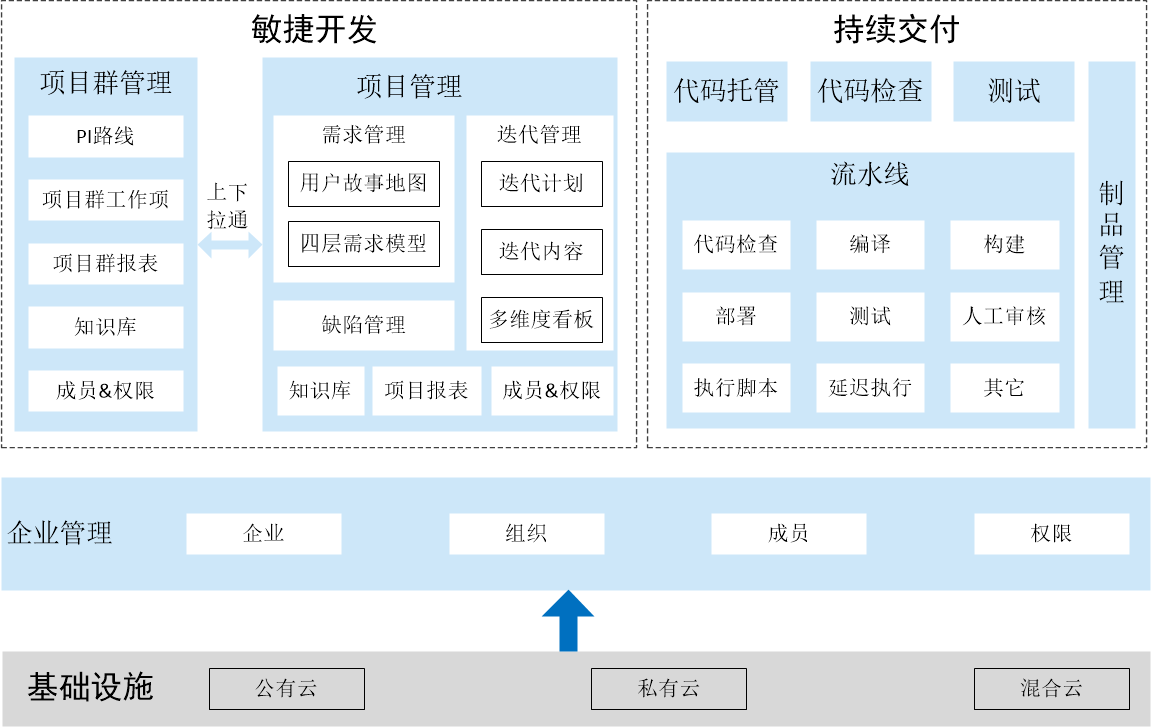 敏捷开发
项目群管理
PI路线
项目群工作项
项目群报表
知识库
成员&权限
上下
拉通
项目管理
需求管理
用户故事地图
四层需求模型
缺陷管理
迭代管理
迭代计划
迭代内容
多维度看板
知识库
项目报表
成员&权限
持续交付
代码托管
代码检查
测试
流水线
代码检查
编译
构建
部署
测试
人工审核
执行脚本
延迟执行
其它
制
品
管
理
企业管理
企业
组织
成员
权限
基础设施
公有云
私有云
混合云